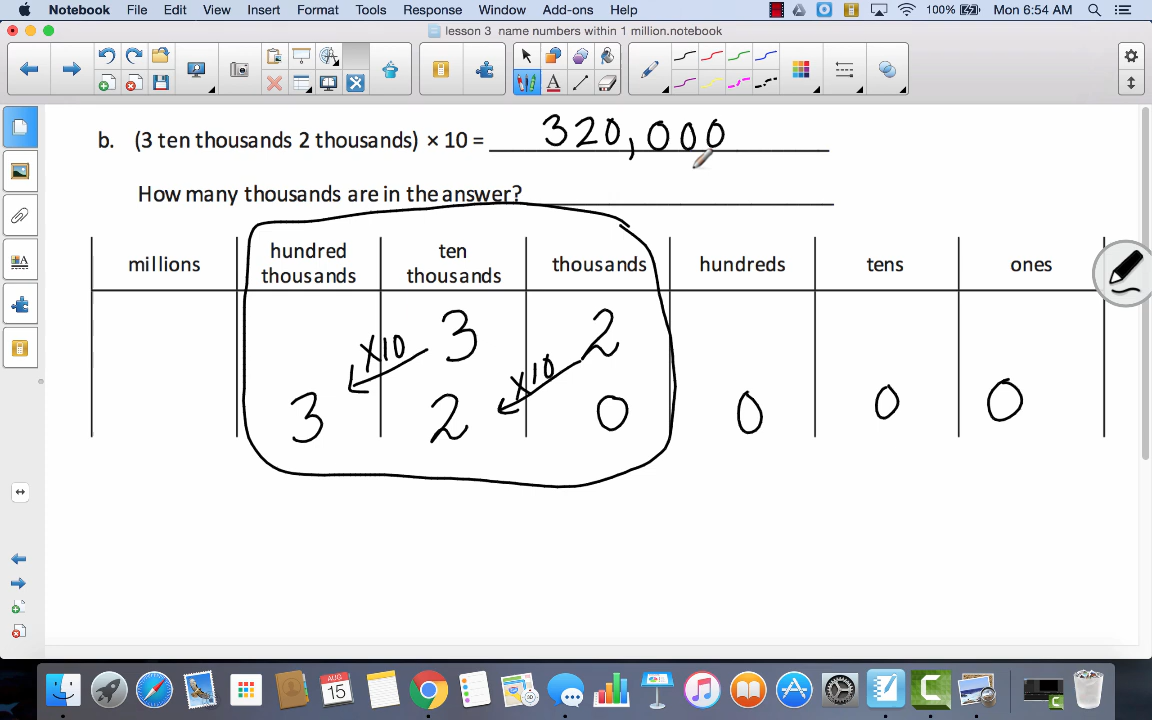 Notebook File Edit View Insert Format Tools Response Window Add-ons Help 100% Mon 6:54 AM
lesson 3 name numbers within 1 million.notebook
b. (3 ten thousands 2 thousands) × 10 = 320,000
How many thousands are in the answer?
millions hundred thousands ten thousands thousands hundreds tens ones
3 2
×10 ×10
3 2 0 0 0 0
AUG
15